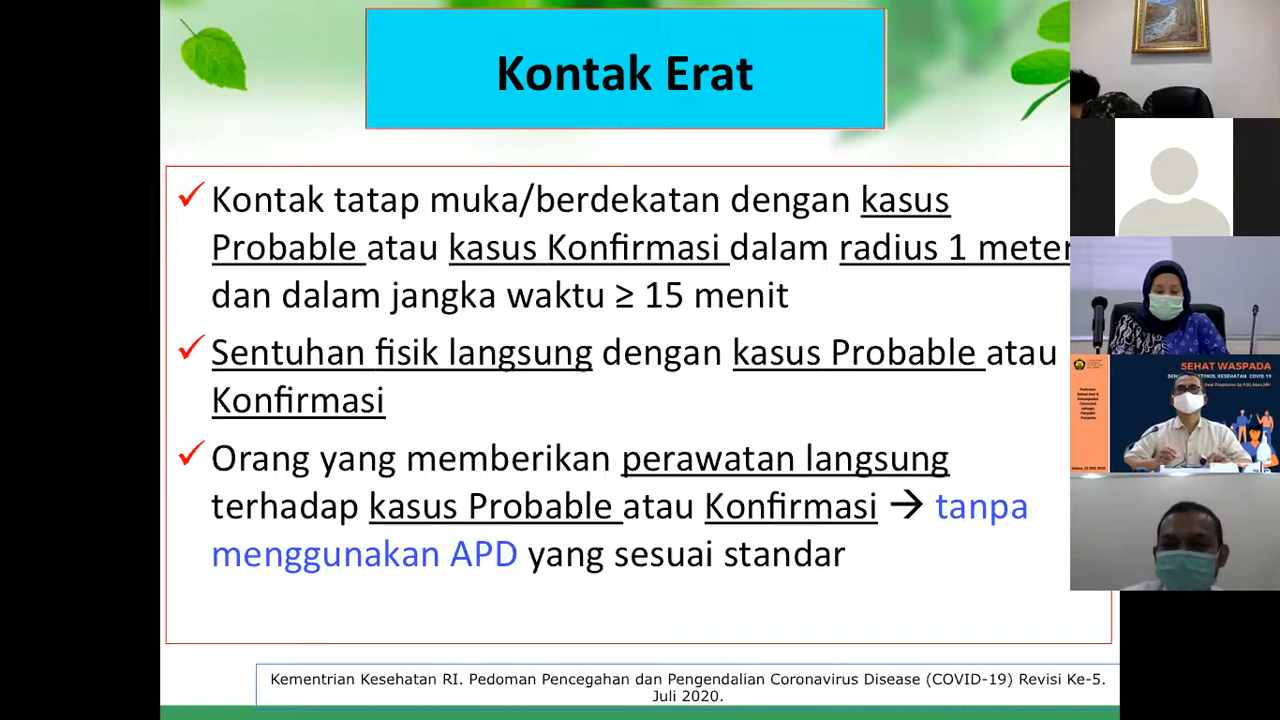 Kontak Erat
Kontak tatap muka/berdekatan dengan kasus
Probable atau kasus Konfirmasi dalam radius 1 meter
dan dalam jangka waktu ≥ 15 menit
Sentuhan fisik langsung dengan kasus Probable atau
Konfirmasi
Orang yang memberikan perawatan langsung
terhadap kasus Probable atau Konfirmasi → tanpa
menggunakan APD yang sesuai standar
Kementrian Kesehatan RI. Pedoman Pencegahan dan Pengendalian Coronavirus Disease (COVID-19) Revisi Ke-5.
Juli 2020.
SEHAT WASPADA